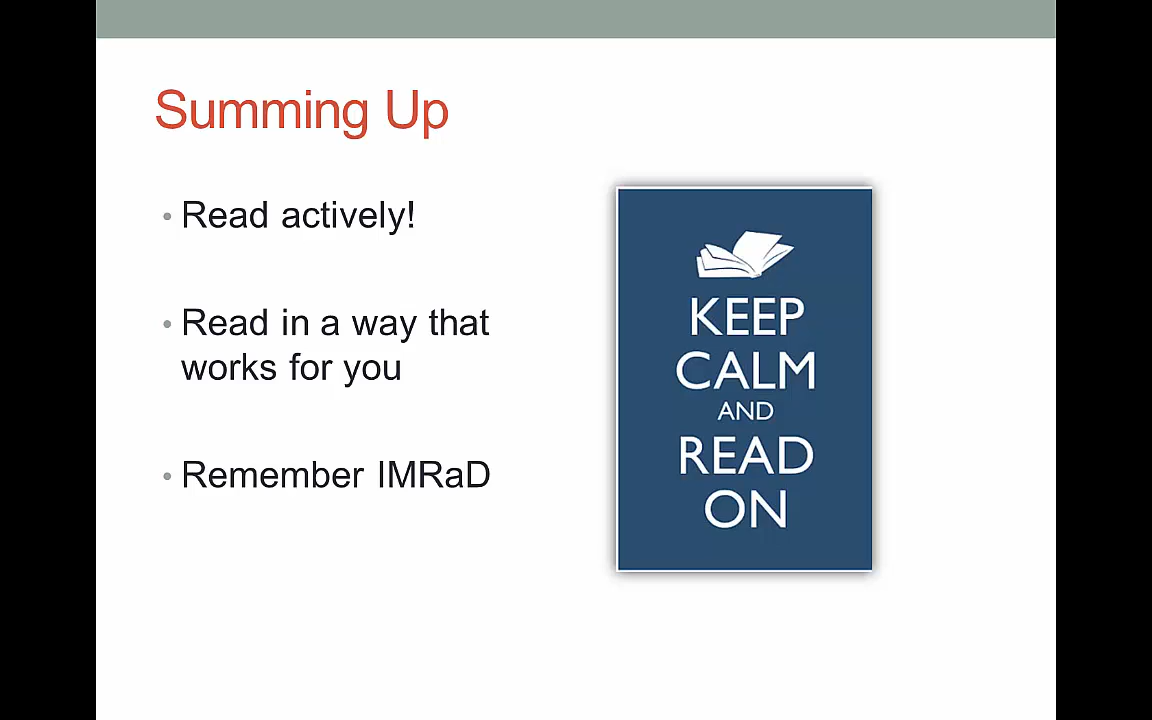 Summing Up
• Read actively!
• Read in a way that
works for you
• Remember IMRaD
KEEP
CALM
AND
READ
ON